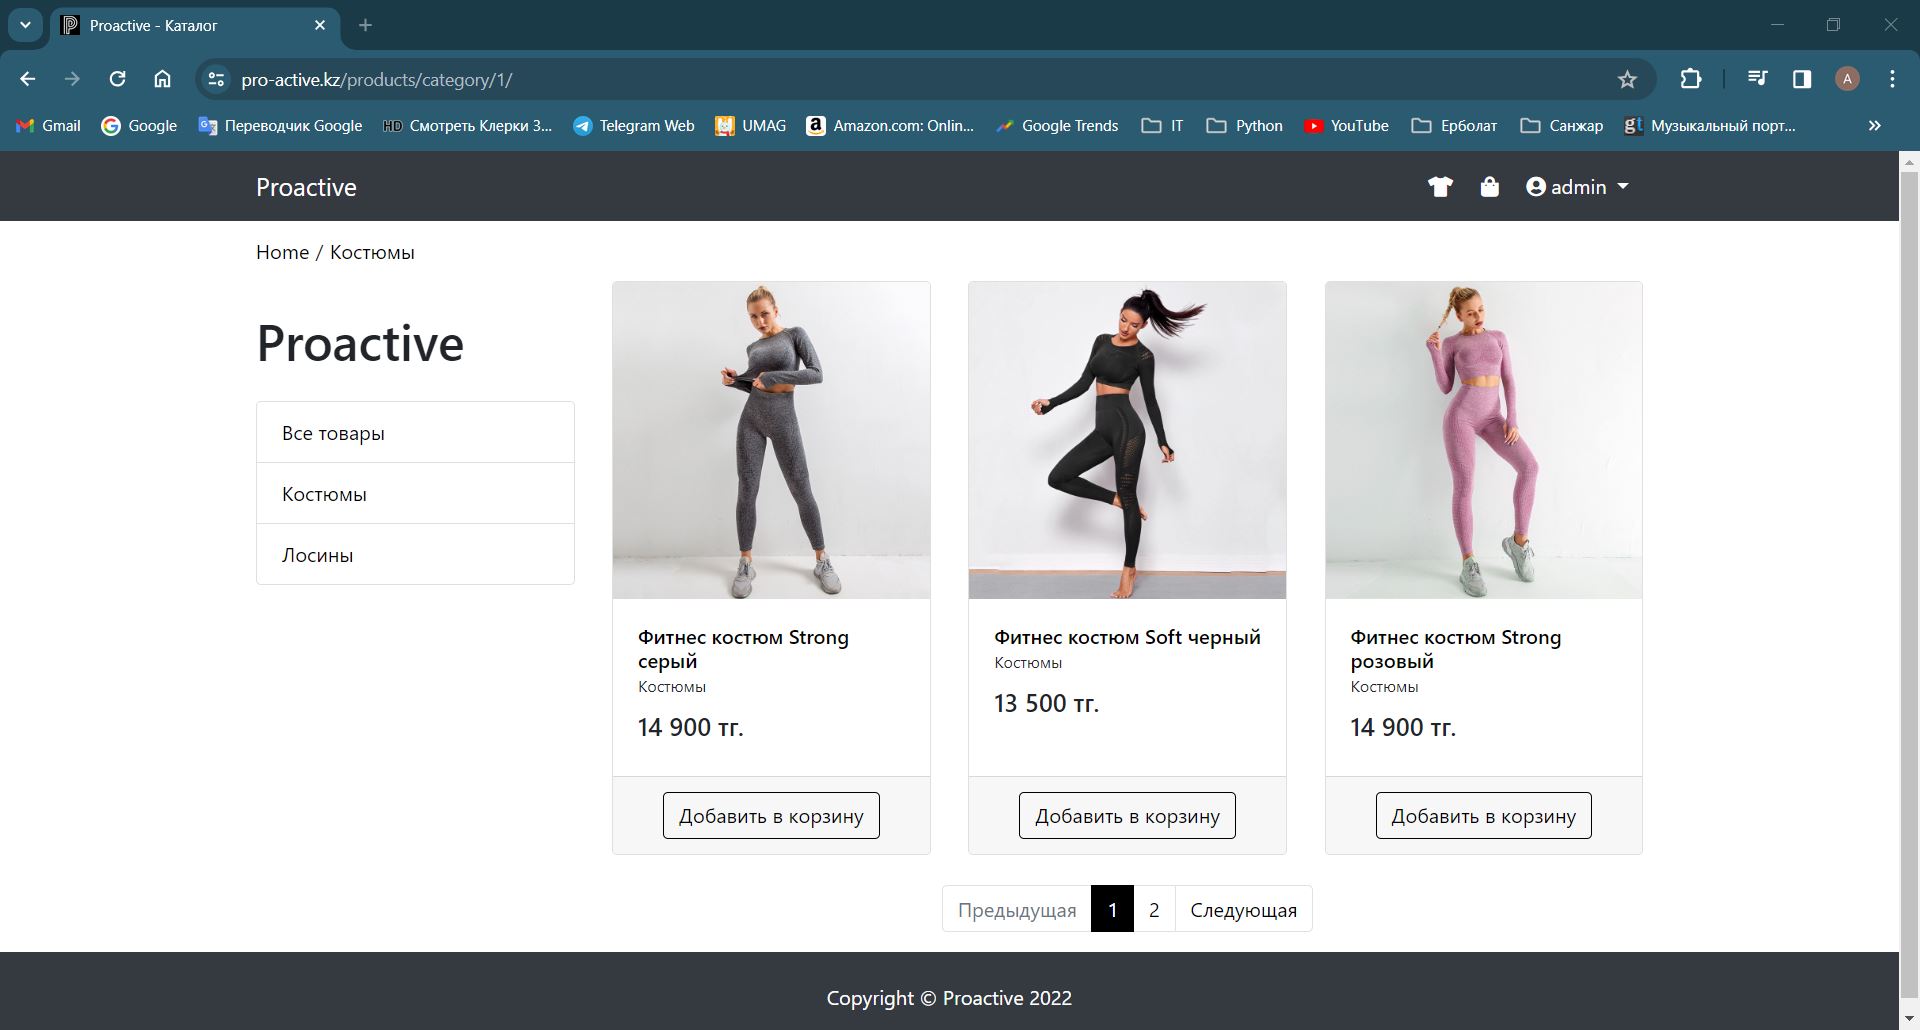 Proactive - Каталог
pro-active.kz/products/category/1/
A
Gmail
Google
Переводчик Google
HD Смотреть Клерки 3...
Telegram Web
UMAG
Amazon.com: Onlin...
Google Trends
IT
Python
YouTube
Ерболат
Санжар
gt Музыкальный порт...
Proactive
admin
Home / Костюмы
Proactive
Все товары
Костюмы
Лосины
Фитнес костюм Strong
серый
Костюмы
14 900 тг.
Добавить в корзину
Фитнес костюм Soft черный
Костюмы
13 500 тг.
Добавить в корзину
Фитнес костюм Strong
розовый
Костюмы
14 900 тг.
Добавить в корзину
Предыдущая 1 2 Следующая
Copyright © Proactive 2022